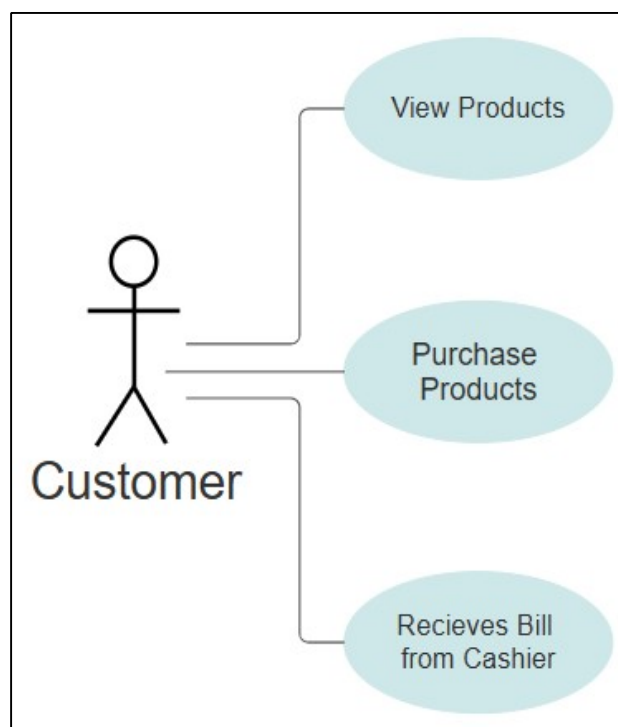 View Products
Purchase
Products
Customer
Recieves Bill
from Cashier